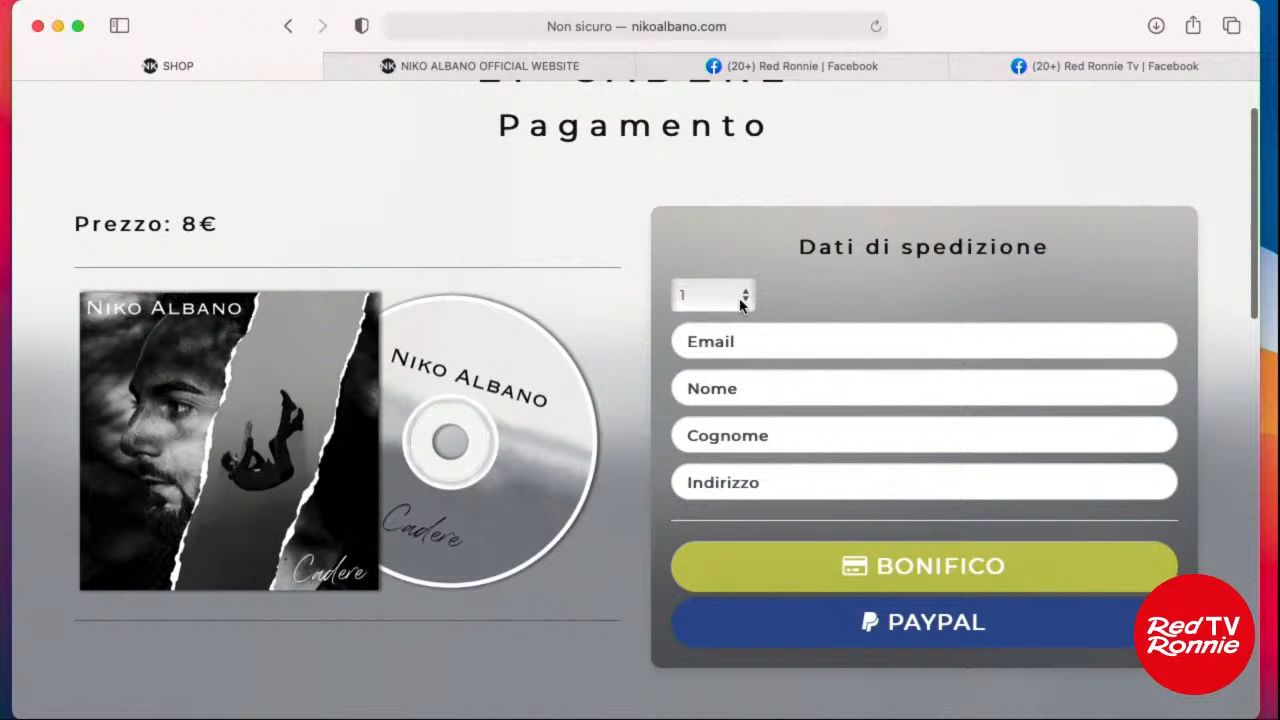 Non sicuro — nikoalbano.com
SHOP
NIKO ALBANO OFFICIAL WEBSITE
(20+) Red Ronnie | Facebook
(20+) Red Ronnie Tv | Facebook
Pagamento
Prezzo: 8€
NIKO ALBANO
Cadere
NIKO ALBANO
Cadere
Dati di spedizione
1
Email
Nome
Cognome
Indirizzo
BONIFICO
PAYPAL
Red TV
Ronnie